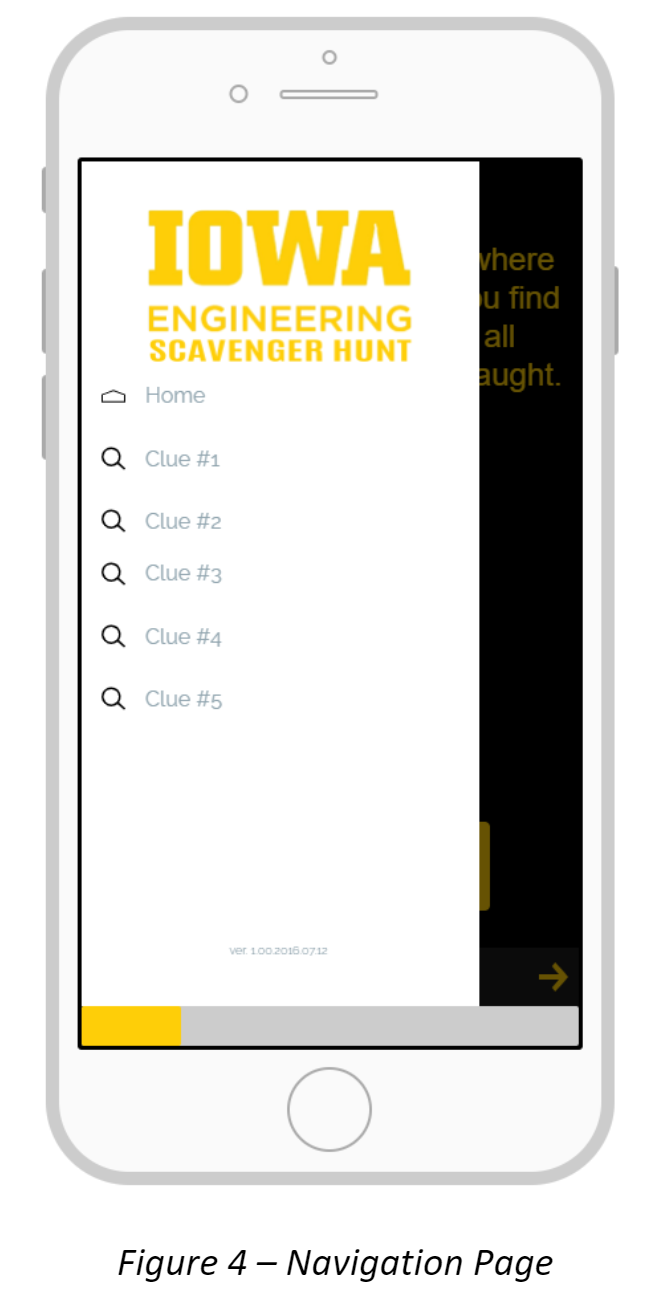 IOWA
ENGINEERING
SCAVENGER HUNT
Home
Clue #1
Clue #2
Clue #3
Clue #4
Clue #5
ver. 1.00.2016.07.12
where
find
all
Figure 4 – Navigation Page